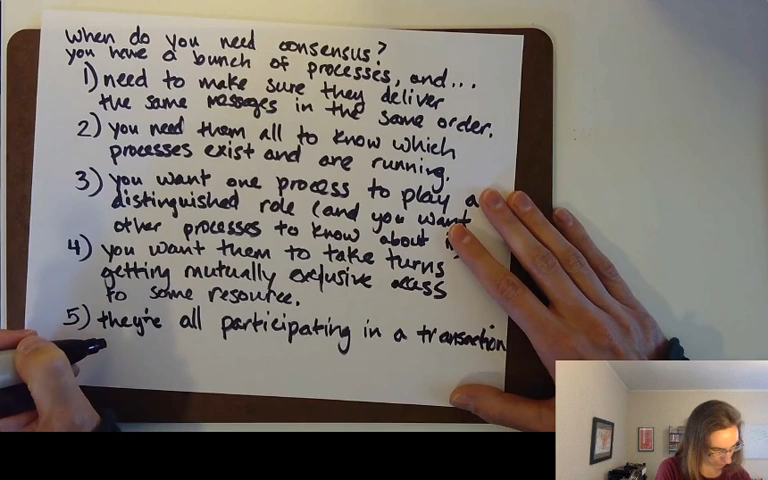 When do you need consensus?
you have a bunch of processes, and...
1) need to make sure they deliver
the same messages in the same order.
2) you need them all to know which
processes exist and are running.
3) you want one process to play a
distinguished role (and you want
other processes to know about
4) you want them to take turns
getting mutually exclusive access
to some resource.
5) they're all participating in a transaction